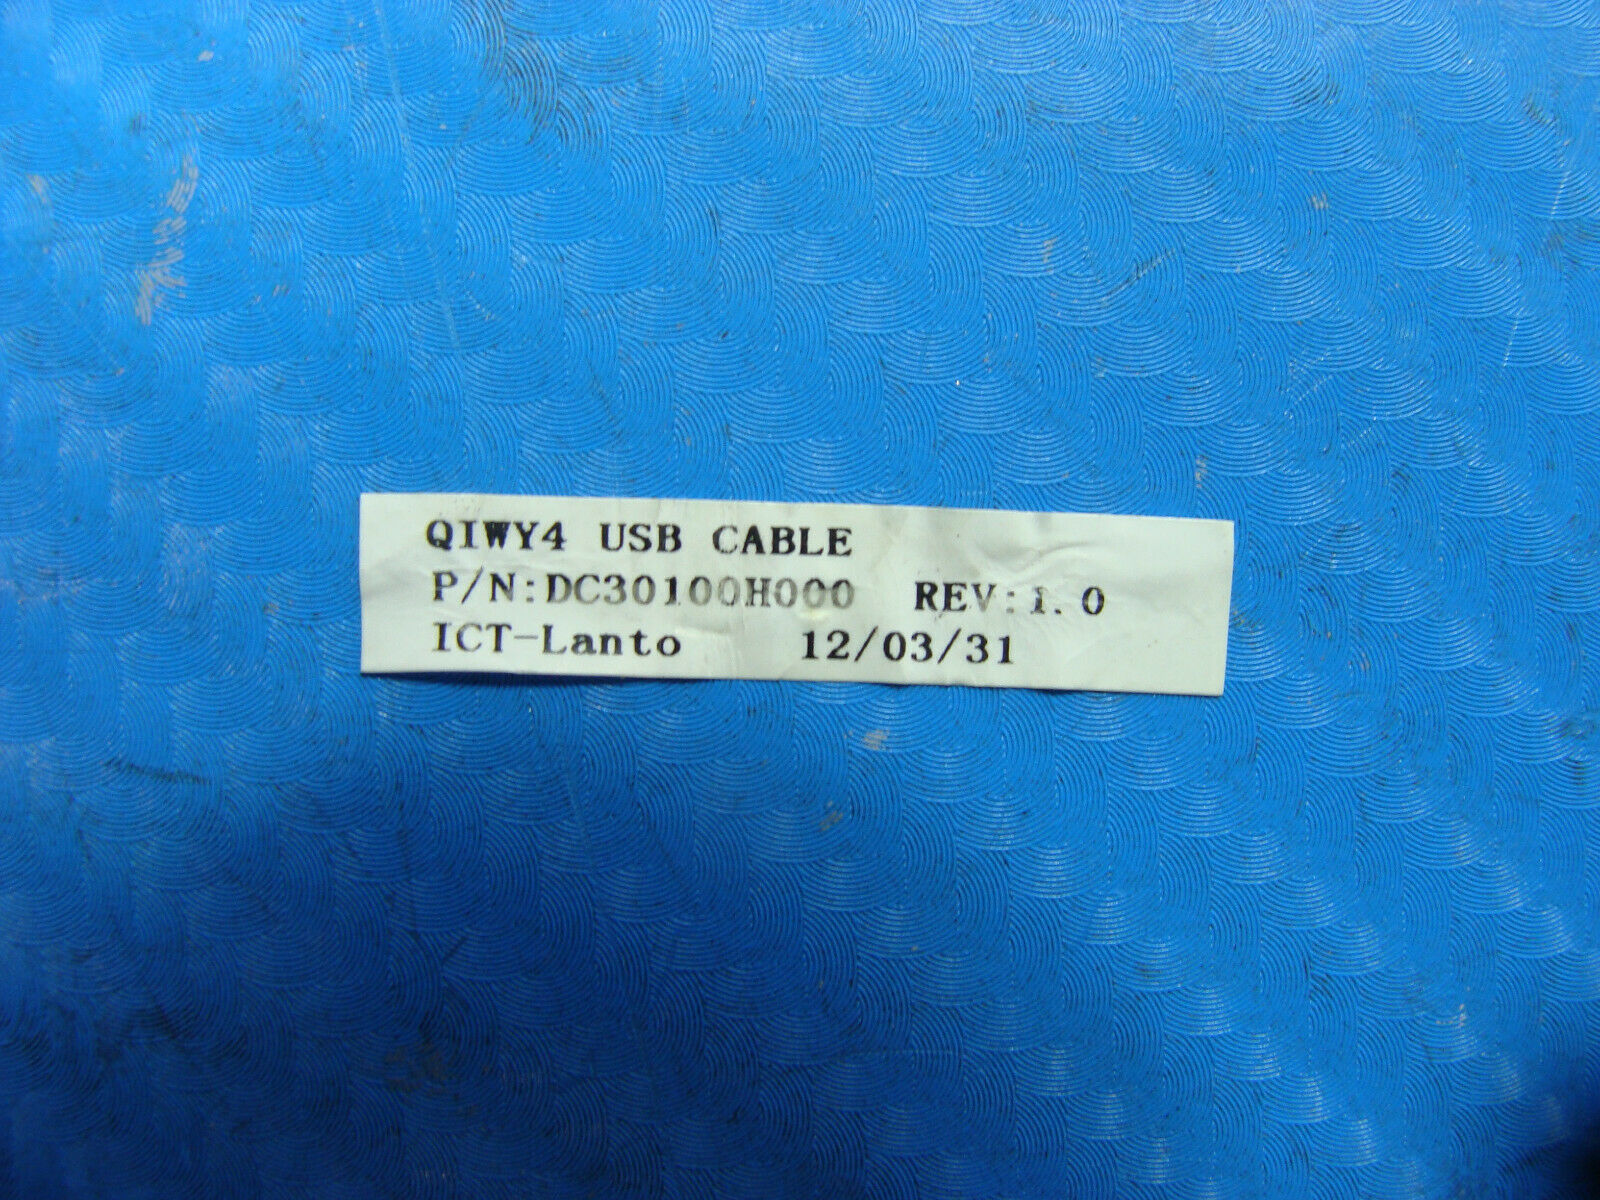 QIWY4 USB CABLE
P/N:DC30100H000 REV:1.0
ICT-Lanto 12/03/31